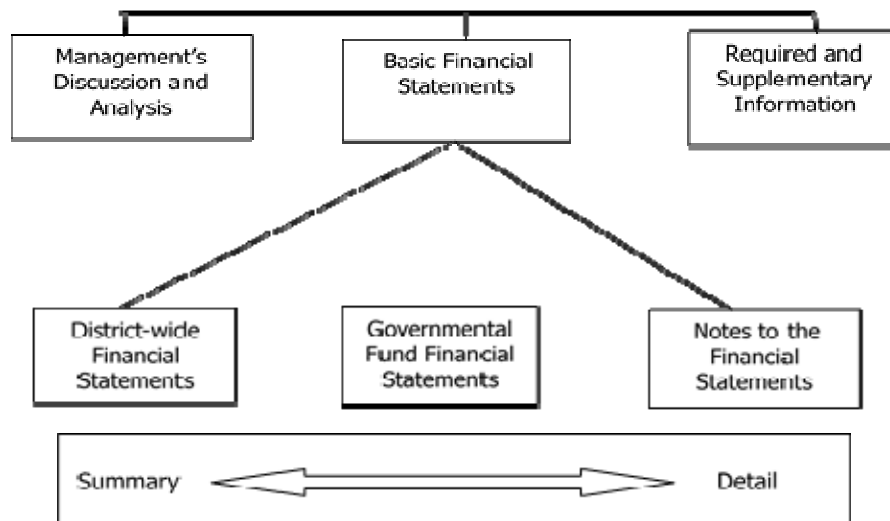 Management's
Discussion and
Analysis
Basic Financial
Statements
Required and
Supplementary
Information
District-wide
Financial
Statements
Governmental
Fund Financial
Statements
Notes to the
Financial
Statements
Summary
Detail